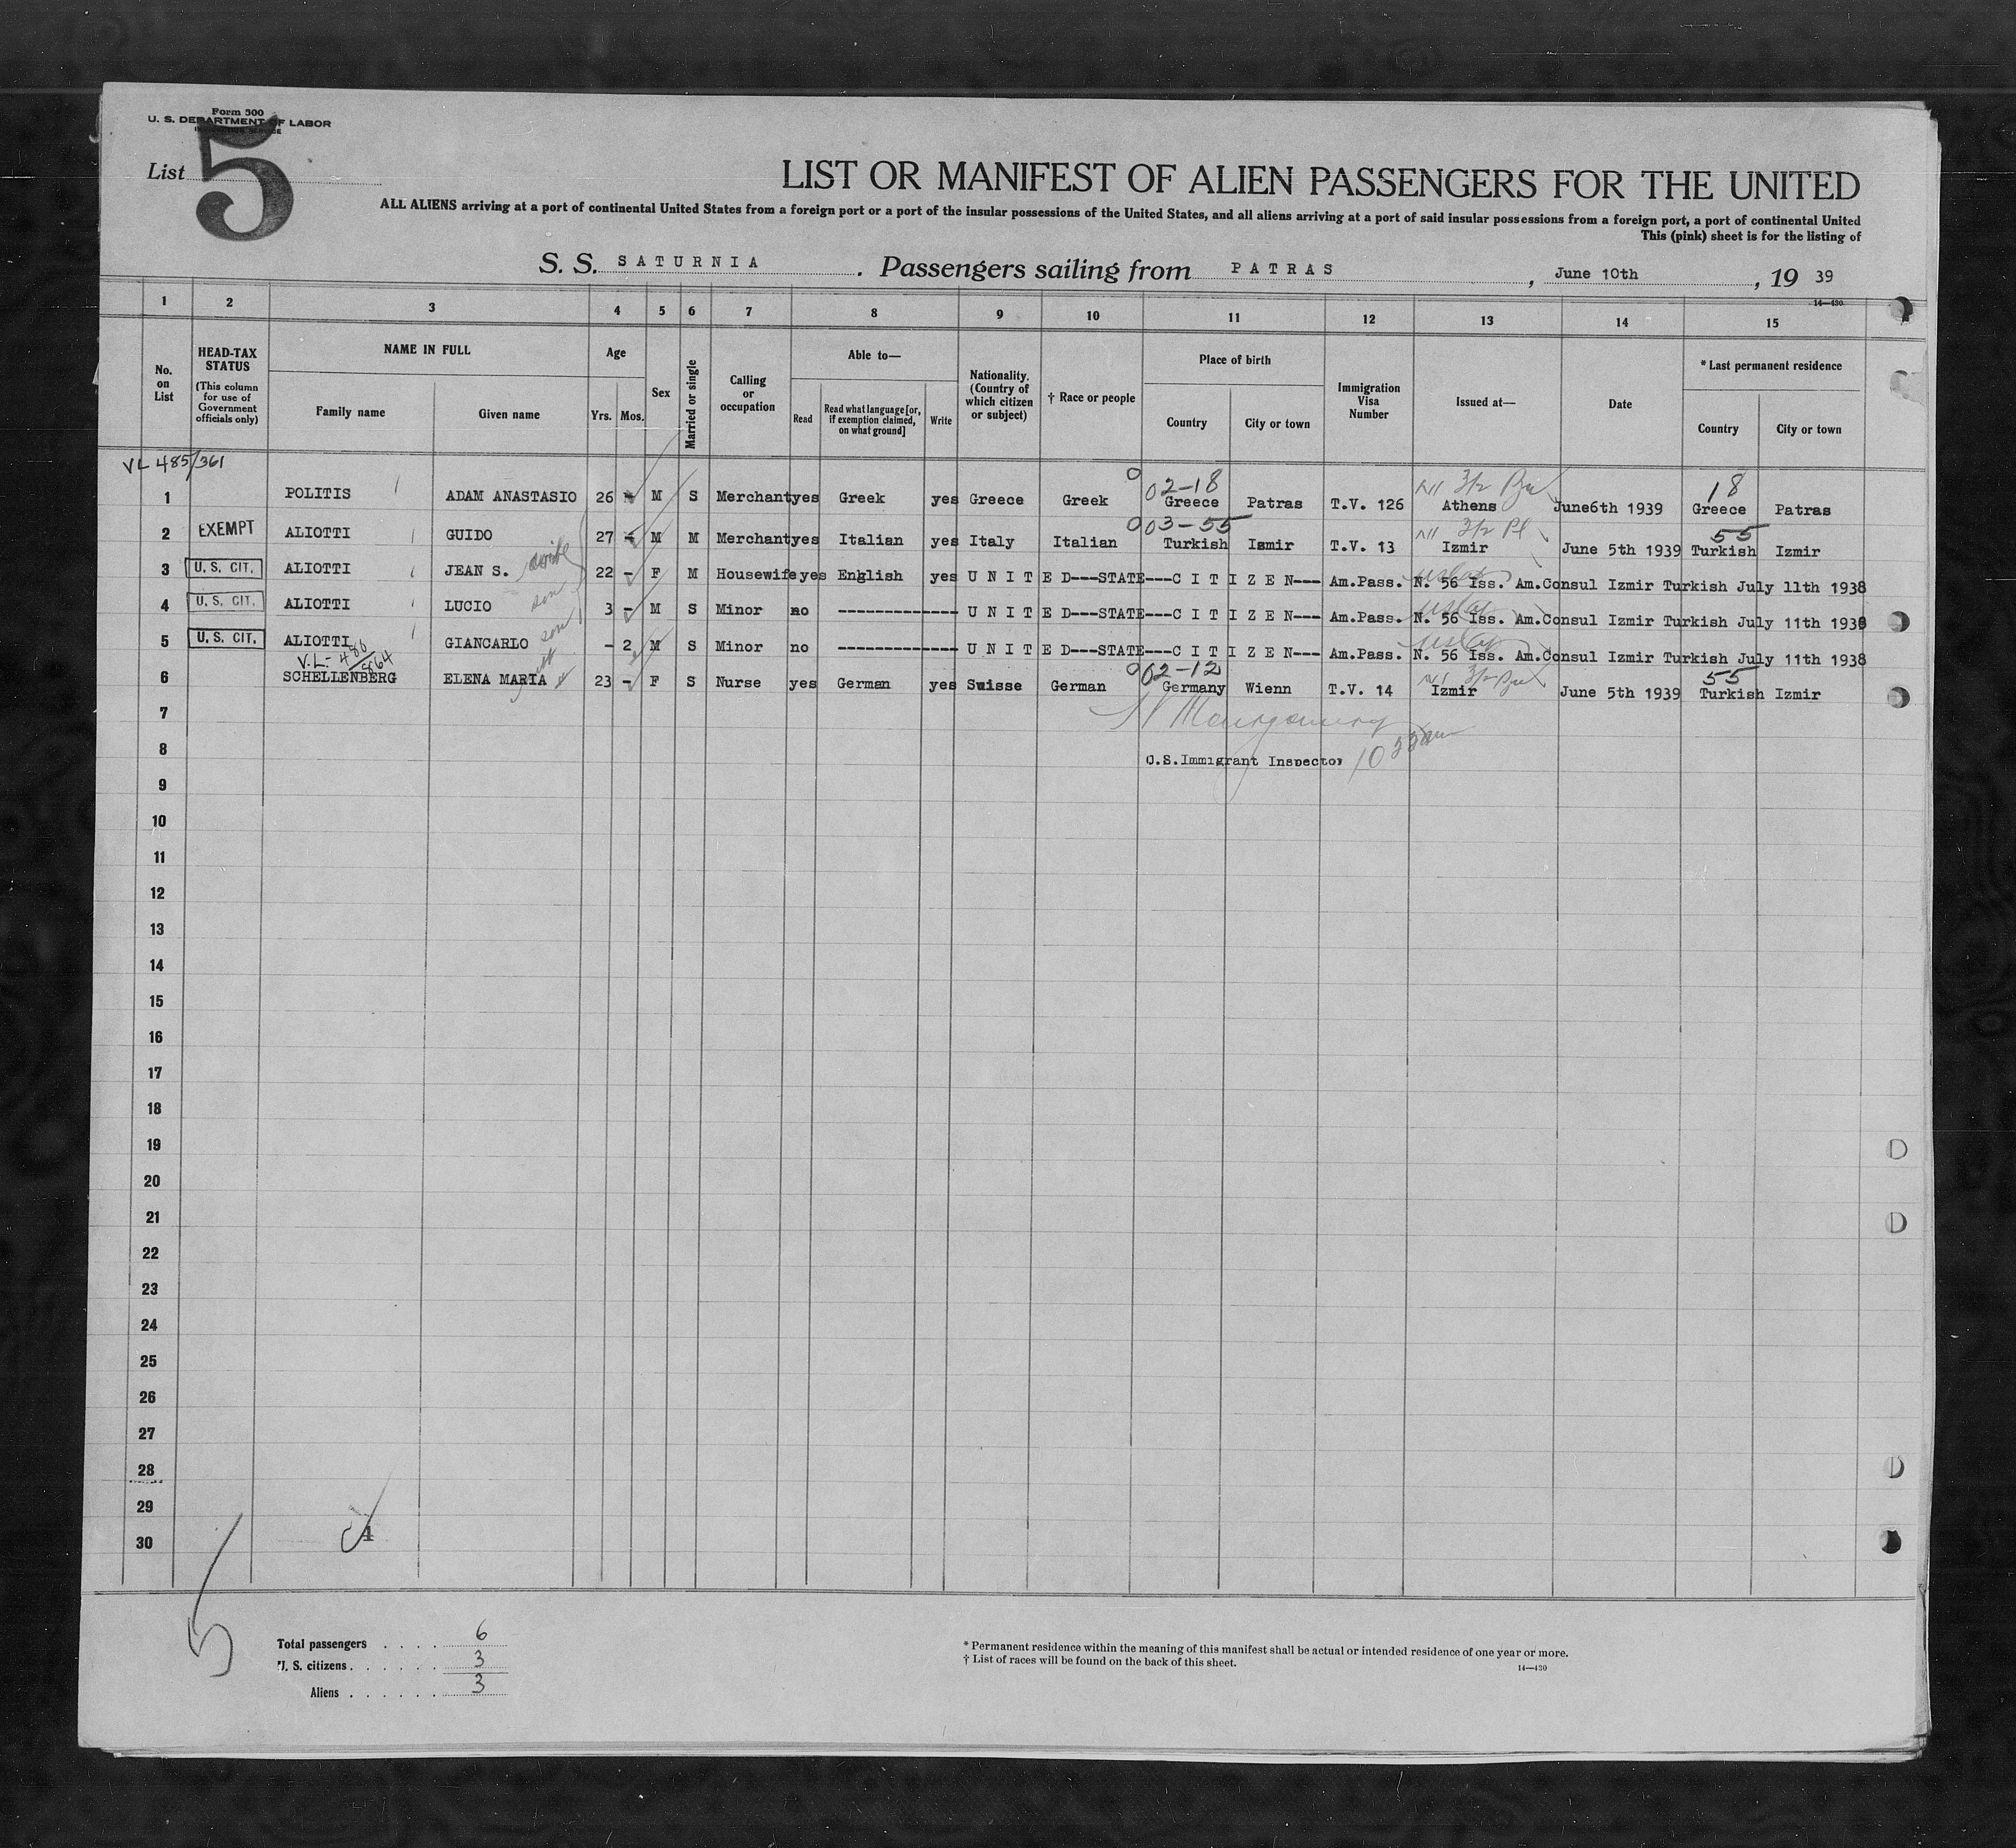 Form 500
U. S. DEPARTMENT OF LABOR
List 5
LIST OR MANIFEST OF ALIEN PASSENGERS FOR THE UNITED
ALL ALIENS arriving at a port of continental United States from a foreign port or a port of the insular possessions of the United States, and all aliens arriving at a port of said insular possessions from a foreign port, a port of continental United
This (pink) sheet is for the listing of
S. S. SATURNIA . Passengers sailing from PATRAS , June 10th , 19 39
14—430
1 2 3 4 5 6 7 8 9 10 11 12 13 14 15
No. on List
HEAD-TAX STATUS
(This column for use of Government officials only)
NAME IN FULL
Family name
Given name
Age
Yrs. Mos.
Sex
Married or single
Calling or occupation
Able to—
Read
Read what language [or, if exemption claimed, on what ground]
Write
Nationality. (Country of which citizen or subject)
† Race or people
Place of birth
Country
City or town
Immigration Visa Number
Issued at—
Date
* Last permanent residence
Country
City or town
VL 485/361
02-18
18
1 POLITIS ADAM ANASTASIO 26 M S Merchant yes Greek yes Greece Greek Greece Patras T.V. 126 Athens June6th 1939 Greece Patras
03-55
55
2 EXEMPT ALIOTTI GUIDO 27 - M M Merchant yes Italian yes Italy Italian Turkish Izmir T.V. 13 Izmir June 5th 1939 Turkish Izmir
3 U. S. CIT. ALIOTTI JEAN S. wife 22 - F M Housewife yes English yes U N I T E D---STATE---C I T I Z E N--- Am.Pass. N. 56 Iss. Am.Consul Izmir Turkish July 11th 1938
4 U. S. CIT. ALIOTTI LUCIO son 3 - M S Minor no ------------- U N I T E D---STATE---C I T I Z E N--- Am.Pass. N. 56 Iss. Am.Consul Izmir Turkish July 11th 1938
5 U. S. CIT. ALIOTTI GIANCARLO son - 2 M S Minor no ------------- U N I T E D---STATE---C I T I Z E N--- Am.Pass. N. 56 Iss. Am.Consul Izmir Turkish July 11th 1938
V.L.- 486/864
02-12
55
6 SCHELLENBERG ELENA MARIA 23 - F S Nurse yes German yes Suisse German Germany Wienn T.V. 14 Izmir June 5th 1939 Turkish Izmir
7
8
U.S.Immigrant Inspector
9
10
11
12
13
14
15
16
17
18
19
20
21
22
23
24
25
26
27
28
29
30
5
Total passengers . . . . 6
U. S. citizens . . . . . . 3
Aliens . . . . . . 3
* Permanent residence within the meaning of this manifest shall be actual or intended residence of one year or more.
† List of races will be found on the back of this sheet.
14—430